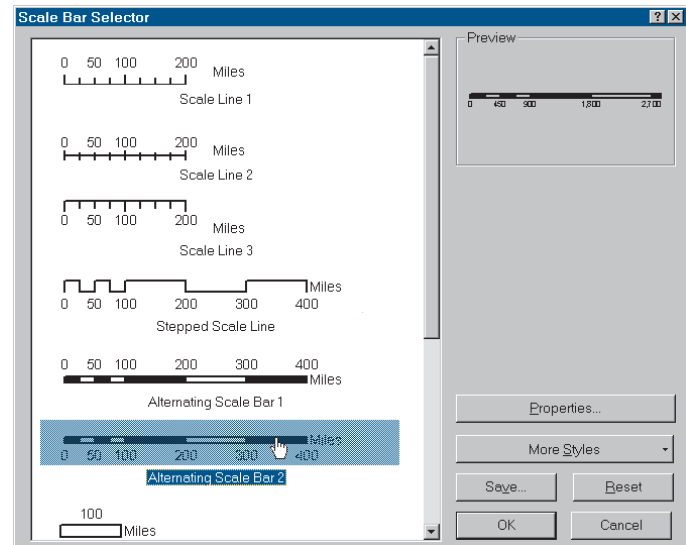 Scale Bar Selector
0 50 100 200 Miles
Scale Line 1
0 50 100 200 Miles
Scale Line 2
0 50 100 200 Miles
Scale Line 3
Miles
0 50 100 200 300 400
Stepped Scale Line
0 50 100 200 300 400
Miles
Alternating Scale Bar 1
Miles
0 50 100 200 300 400
Alternating Scale Bar 2
100
Miles
Preview
0 450 900 1,800 2,700
Properties...
More Styles
Save... Reset
OK Cancel